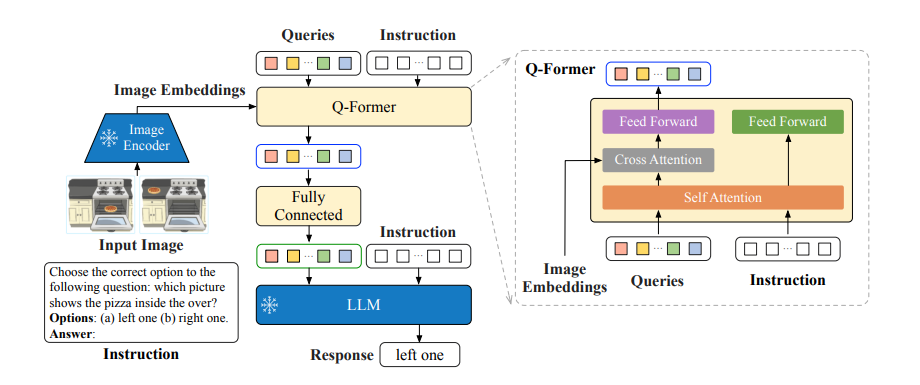 Queries
Instruction
Image Embeddings
Q-Former
Image
Encoder
Input Image
Fully
Connected
Instruction
Choose the correct option to the
following question: which picture
shows the pizza inside the over?
Options: (a) left one (b) right one.
Answer:
Instruction
LLM
Response
left one
Q-Former
Feed Forward
Feed Forward
Cross Attention
Self Attention
Image
Embeddings
Queries
Instruction